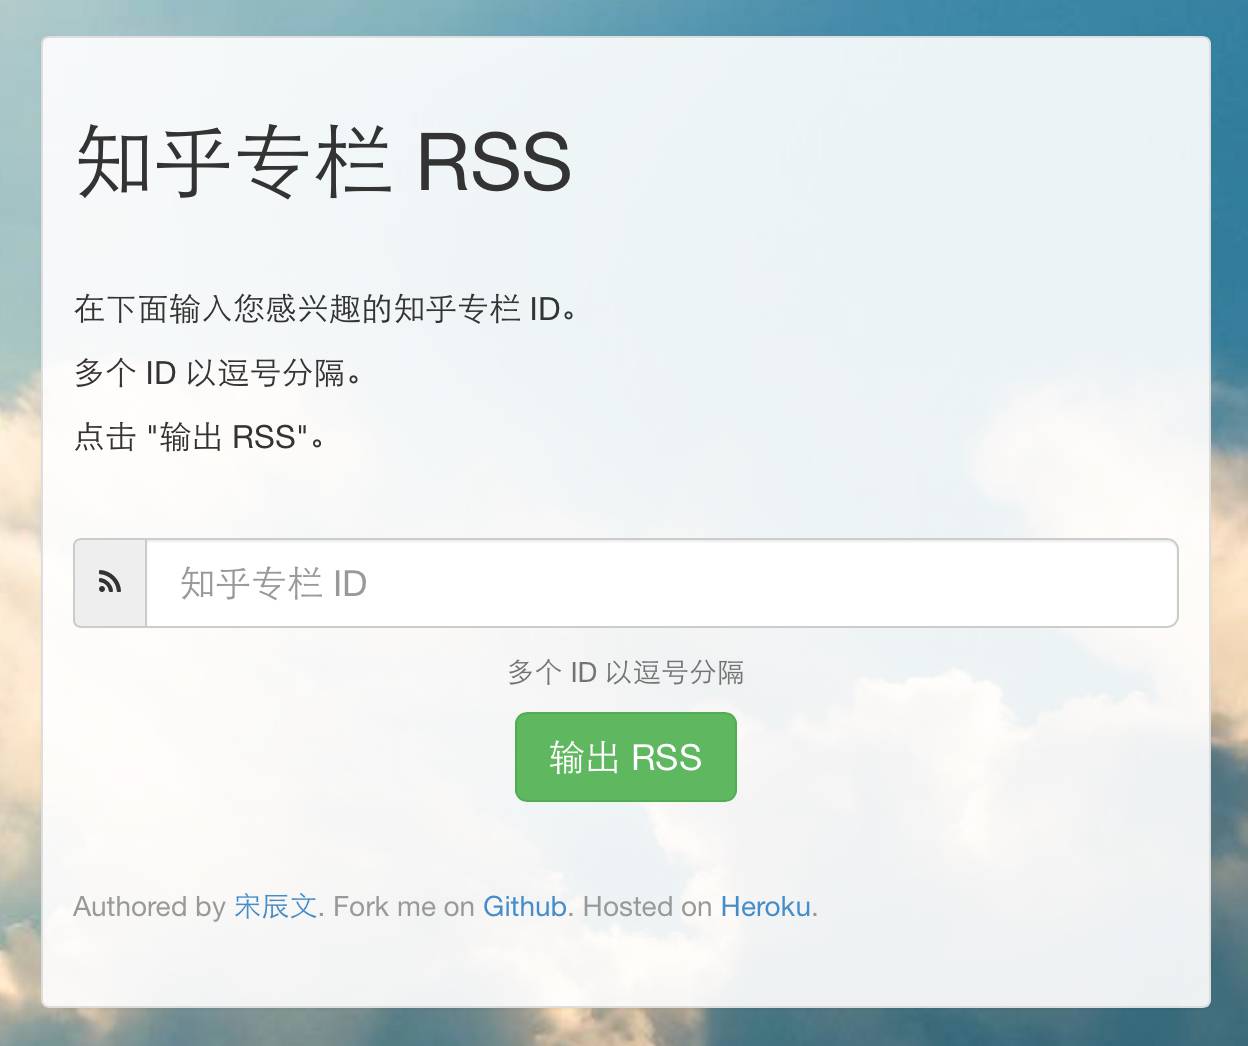 知乎专栏 RSS
在下面输入您感兴趣的知乎专栏 ID。
多个 ID 以逗号分隔。
点击 "输出 RSS"。
知乎专栏 ID
多个 ID 以逗号分隔
输出 RSS
Authored by 宋辰文. Fork me on Github. Hosted on Heroku.